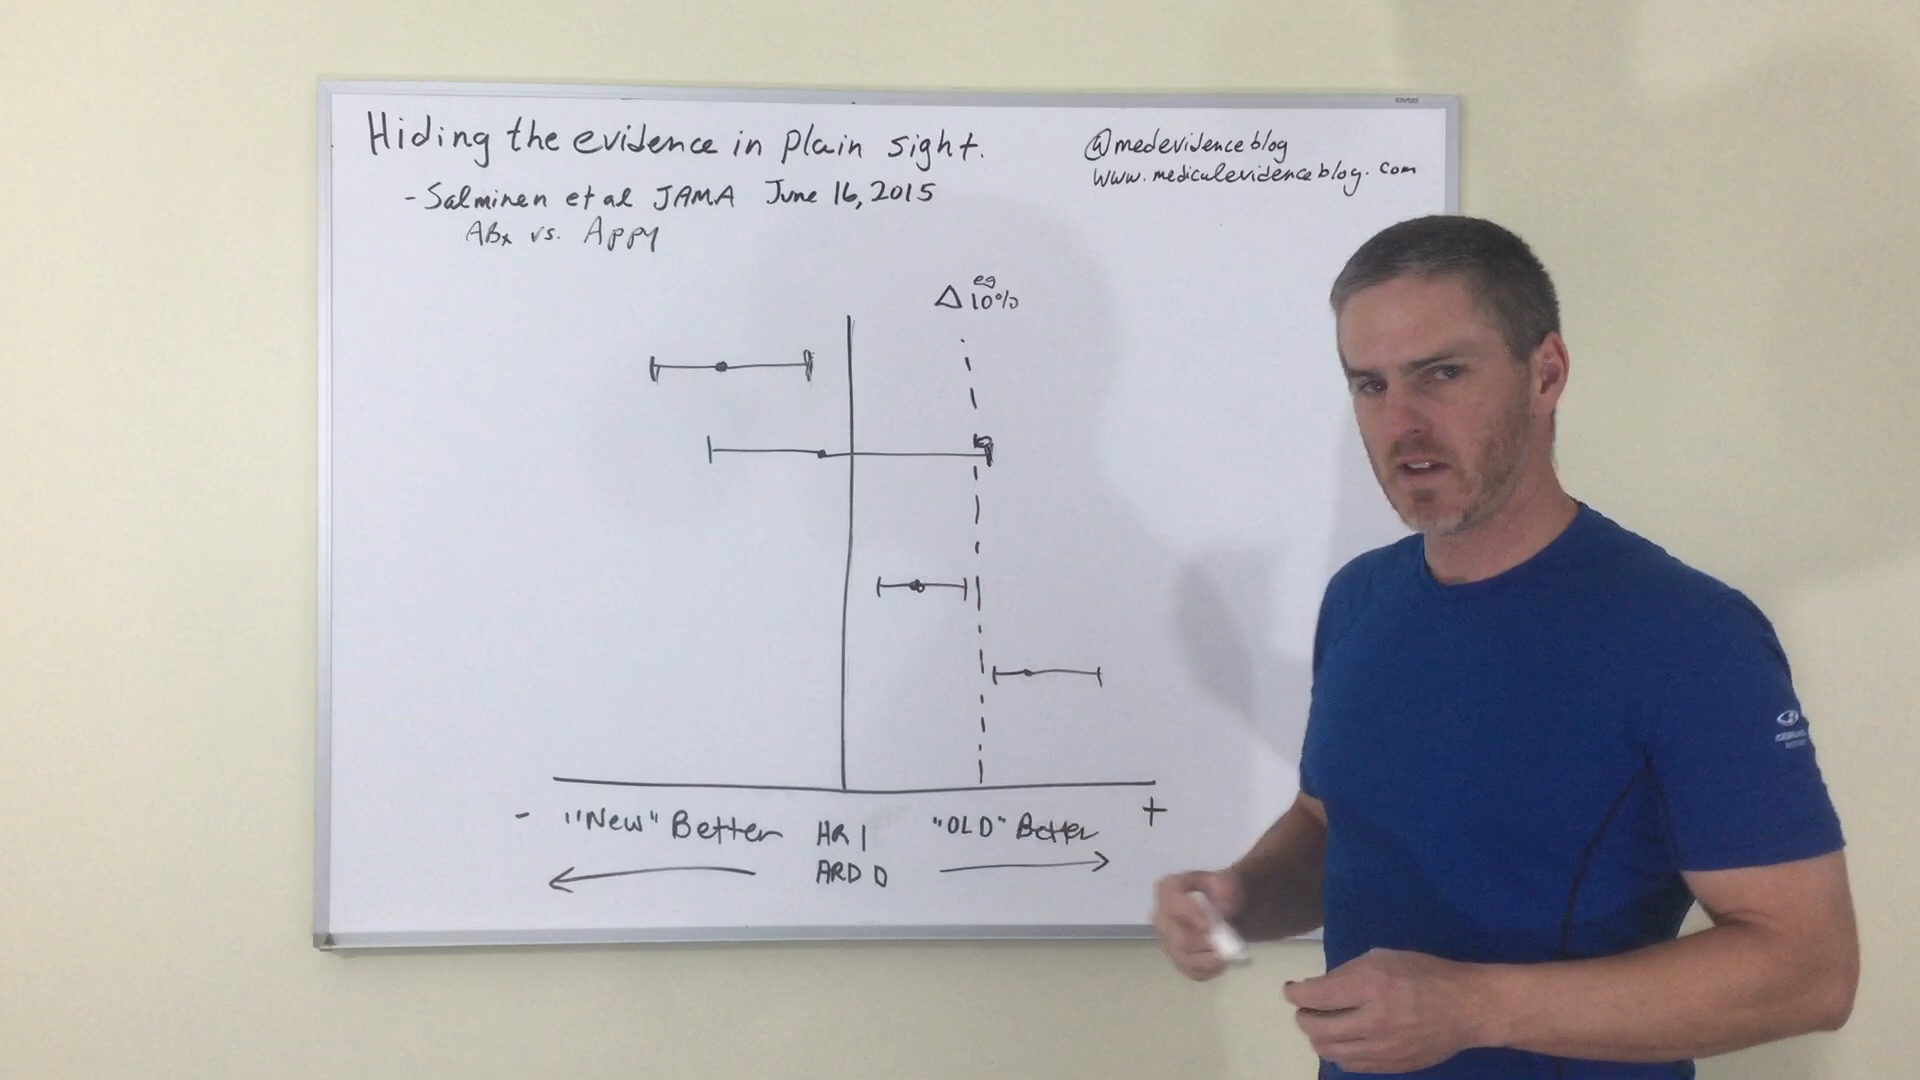 Hiding the evidence in plain sight.
@medevidenceblog
www.medicalevidenceblog.com
- Salminen et al JAMA June 16, 2015
ABx vs. Appy
eg
Δ 10%
- "New" Better
HR 1
"OLD" Better
+
ARD 0